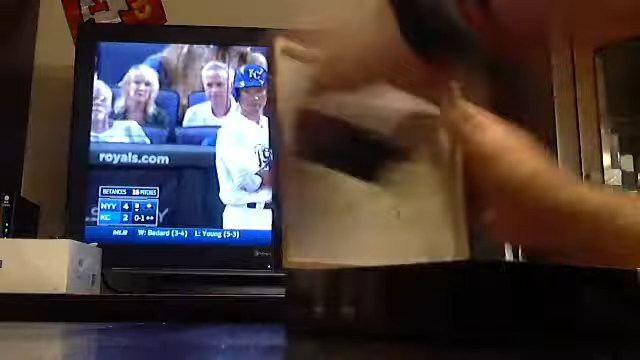 KC
royals.com
BETANCES 18 PITCHES
NYY 4 8
KC 2 0-1
MLB W: Bedard (3-4) L: Young (5-3)